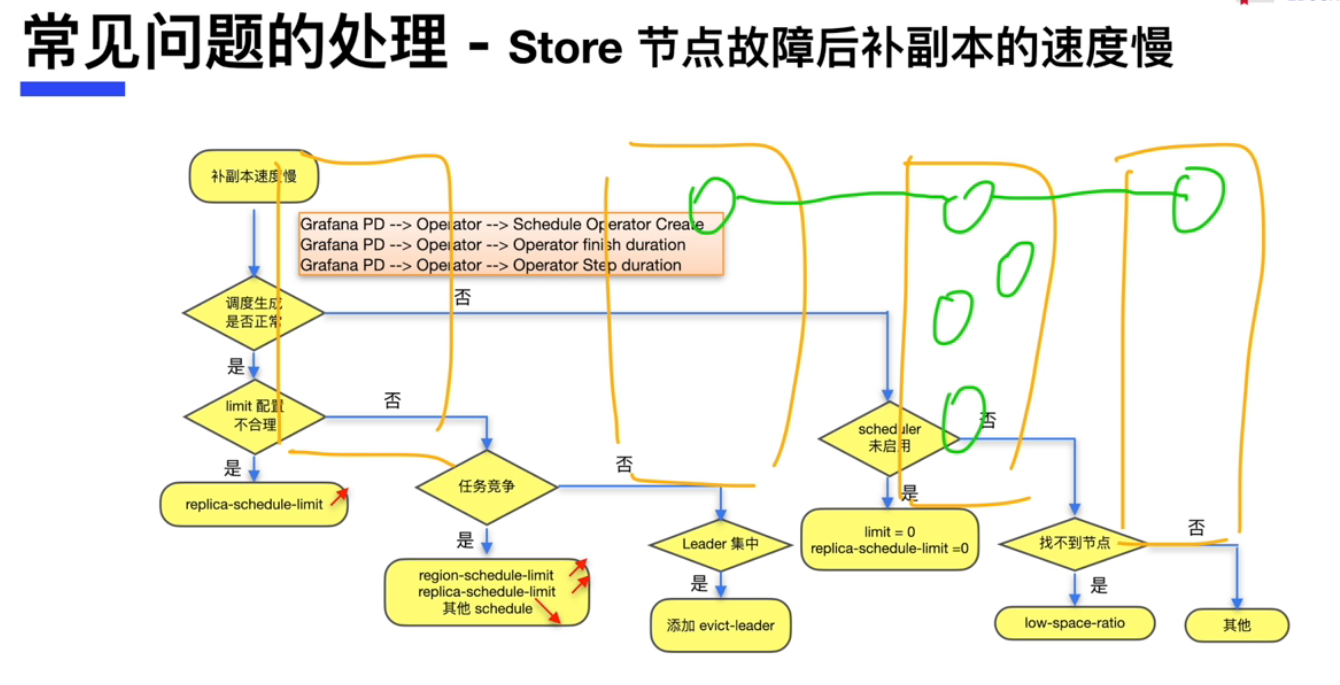 常见问题的处理 - Store 节点故障后补副本的速度慢
补副本速度慢
Grafana PD --> Operator --> Schedule Operator Create
Grafana PD --> Operator --> Operator finish duration
Grafana PD --> Operator --> Operator Step duration
调度生成
是否正常
否
是
limit 配置
不合理
否
是
replica-schedule-limit
任务竞争
否
是
region-schedule-limit
replica-schedule-limit
其他 schedule
Leader 集中
是
添加 evict-leader
scheduler
未启用
否
是
limit = 0
replica-schedule-limit =0
找不到节点
否
是
low-space-ratio
其他